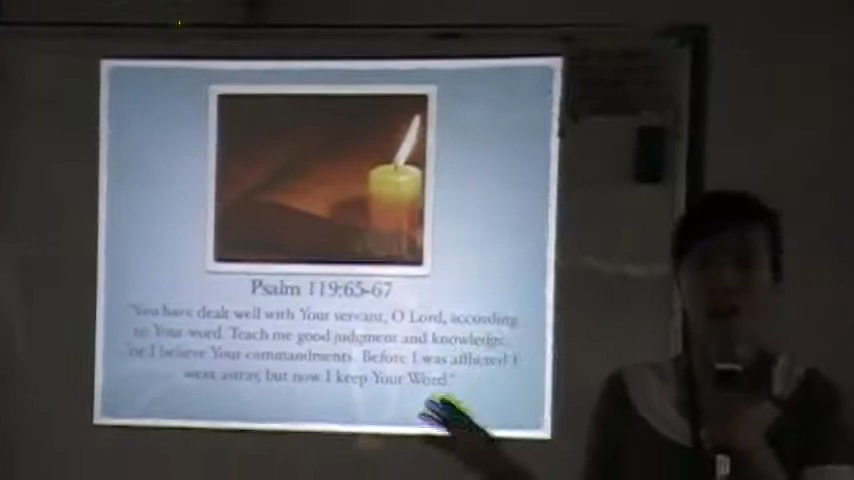 Psalm 119:65-67
"You have dealt well with Your servant, O Lord, according
to Your word. Teach me good judgment and knowledge,
for I believe Your commandments. Before I was afflicted I
went astray, but now I keep Your Word."